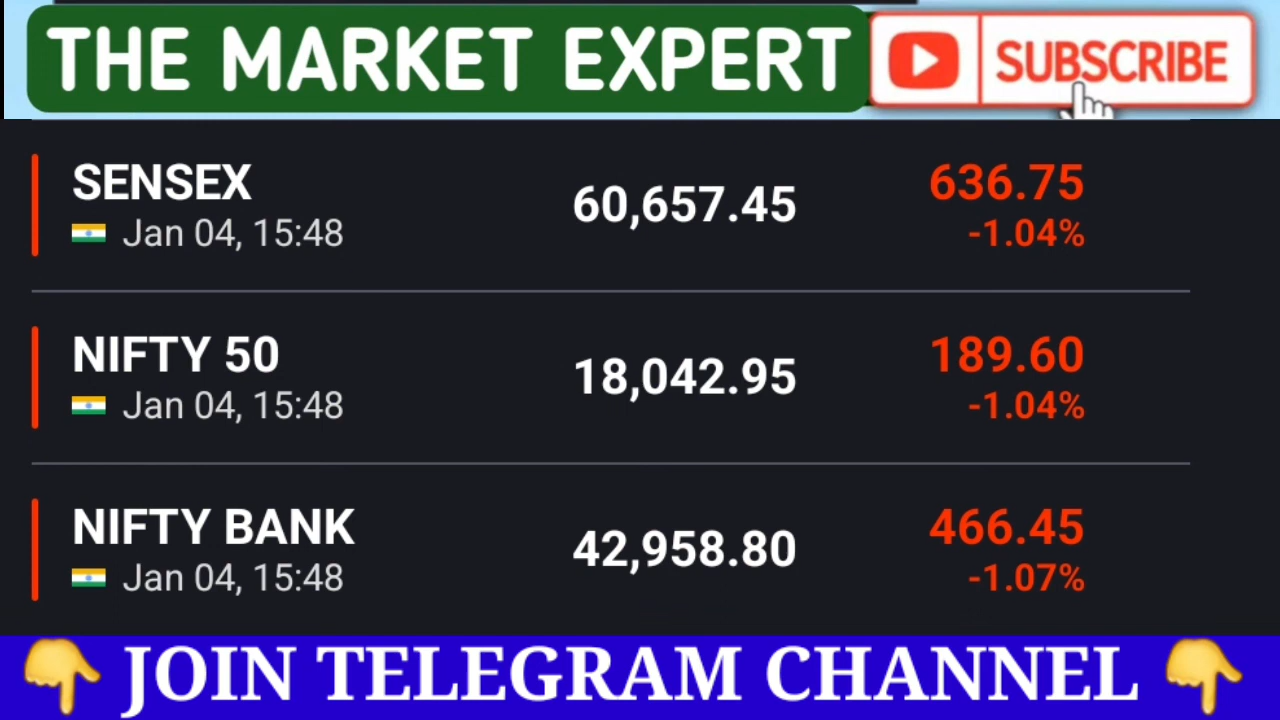 THE MARKET EXPERT SUBSCRIBE
SENSEX
Jan 04, 15:48
60,657.45
636.75
-1.04%
NIFTY 50
Jan 04, 15:48
18,042.95
189.60
-1.04%
NIFTY BANK
Jan 04, 15:48
42,958.80
466.45
-1.07%
JOIN TELEGRAM CHANNEL